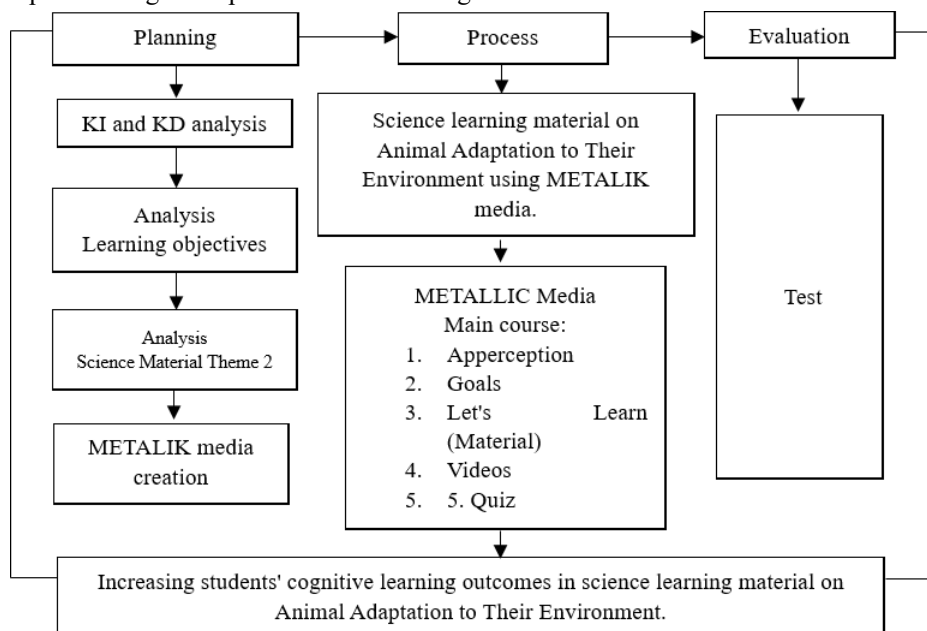 Planning
Process
Evaluation
KI and KD analysis
Analysis
Learning objectives
Analysis
Science Material Theme 2
METALIK media
creation
Science learning material on
Animal Adaptation to Their
Environment using METALIK
media.
METALLIC Media
Main course:
1. Apperception
2. Goals
3. Let's Learn
(Material)
4. Videos
5. 5. Quiz
Test
Increasing students' cognitive learning outcomes in science learning material on
Animal Adaptation to Their Environment.